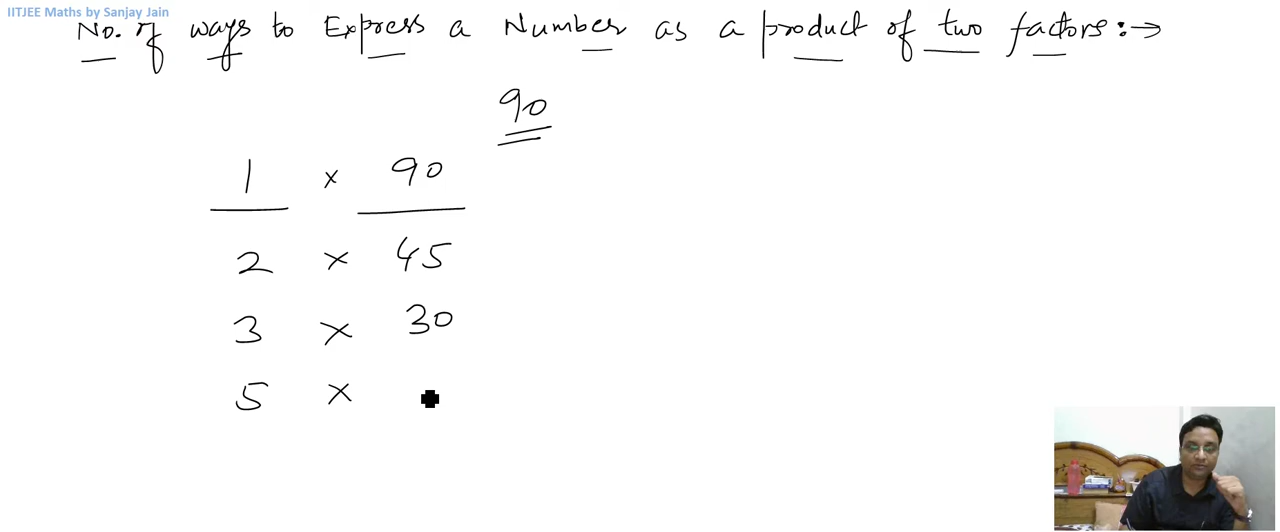 IITJEE Maths by Sanjay Jain
No. of ways to Express a Number as a product of two factors :→
90
1 × 90
2 × 45
3 × 30
5 ×